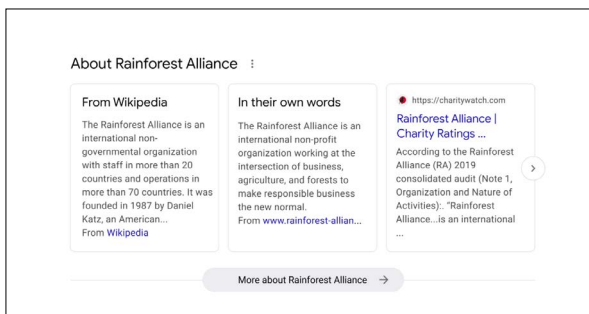 About Rainforest Alliance
From Wikipedia
The Rainforest Alliance is an
international non-
governmental organization
with staff in more than 20
countries and operations in
more than 70 countries. It was
founded in 1987 by Daniel
Katz, an American...
From Wikipedia
In their own words
The Rainforest Alliance is an
international non-profit
organization working at the
intersection of business,
agriculture, and forests to
make responsible business
the new normal.
From www.rainforest-allian...
https://charitywatch.com
Rainforest Alliance |
Charity Ratings ...
According to the Rainforest
Alliance (RA) 2019
consolidated audit (Note 1,
Organization and Nature of
Activities):. “Rainforest
Alliance...is an international
...
More about Rainforest Alliance